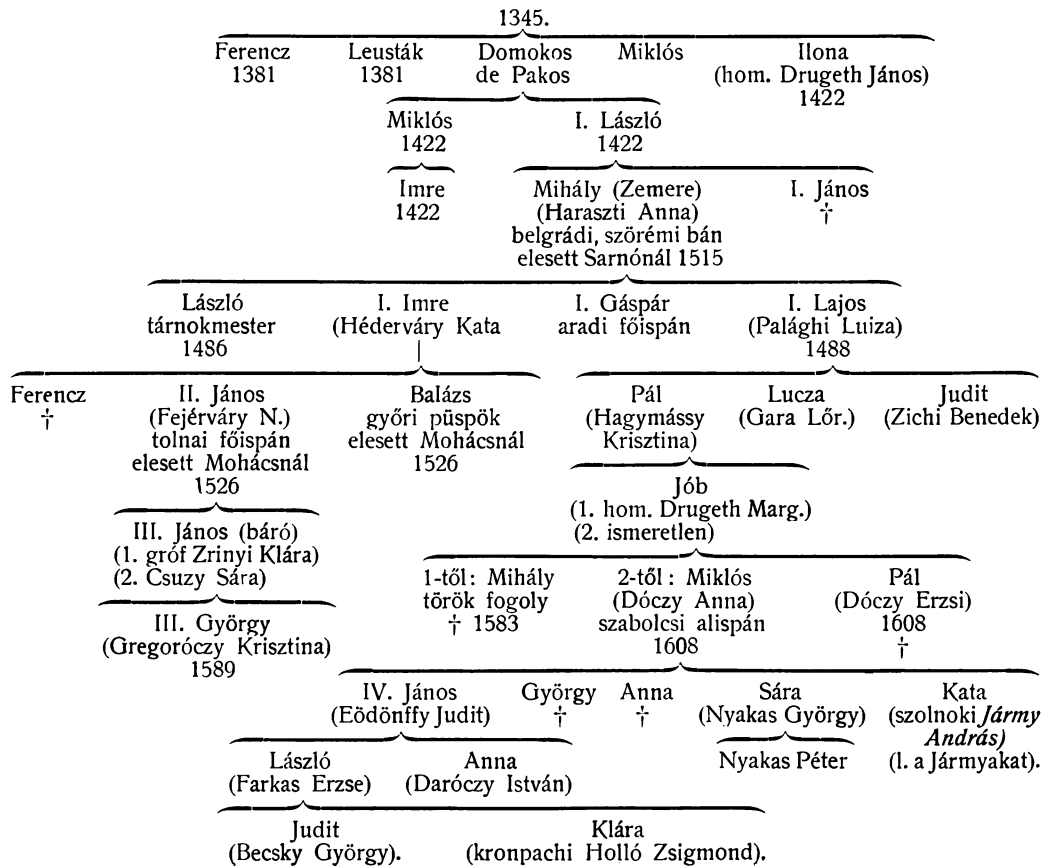 1345.
Ferencz Leusták Domokos Miklós Ilona
1381 1381 de Pakos (hom. Drugeth János)
1422
Miklós I. László
1422 1422
Imre Mihály (Zemere) I. János
1422 (Haraszti Anna) †
belgrádi, szörémi bán
elesett Sarnónál 1515
László I. Imre I. Gáspár I. Lajos
tárnokmester (Héderváry Kata aradi főispán (Palághi Luiza)
1486 1488
Ferencz II. János Balázs Pál Lucza Judit
† (Fejérváry N.) győri püspök (Hagymássy (Gara Lőr.) (Zichi Benedek)
tolnai főispán elesett Mohácsnál Krisztina)
elesett Mohácsnál 1526
1526 Jób
(1. hom. Drugeth Marg.)
III. János (báró) (2. ismeretlen)
(1. gróf Zrinyi Klára)
(2. Csuzy Sára) 1-től: Mihály 2-től: Miklós Pál
török fogoly (Dóczy Anna) (Dóczy Erzsi)
III. György † 1583 szabolcsi alispán 1608
(Gregoróczy Krisztina) 1608 †
1589
IV. János György Anna Sára Kata
(Eödönffy Judit) † † (Nyakas György) (szolnoki Jármy
András)
László Anna Nyakas Péter (l. a Jármyakat).
(Farkas Erzse) (Daróczy István)
Judit Klára
(Becsky György). (kronpachi Holló Zsigmond).